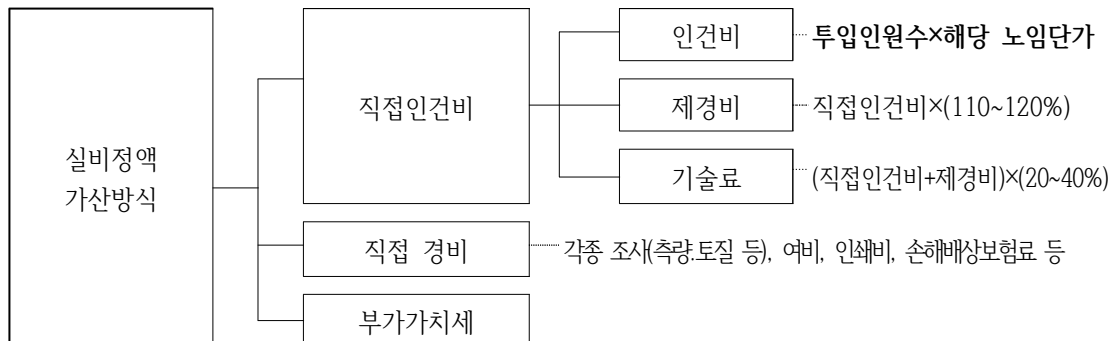 실비정액
가산방식
직접인건비
인건비
투입인원수×해당 노임단가
제경비
직접인건비×(110~120%)
기술료
(직접인건비+제경비)×(20~40%)
직접 경비
각종 조사(측량.토질 등), 여비, 인쇄비, 손해배상보험료 등
부가가치세